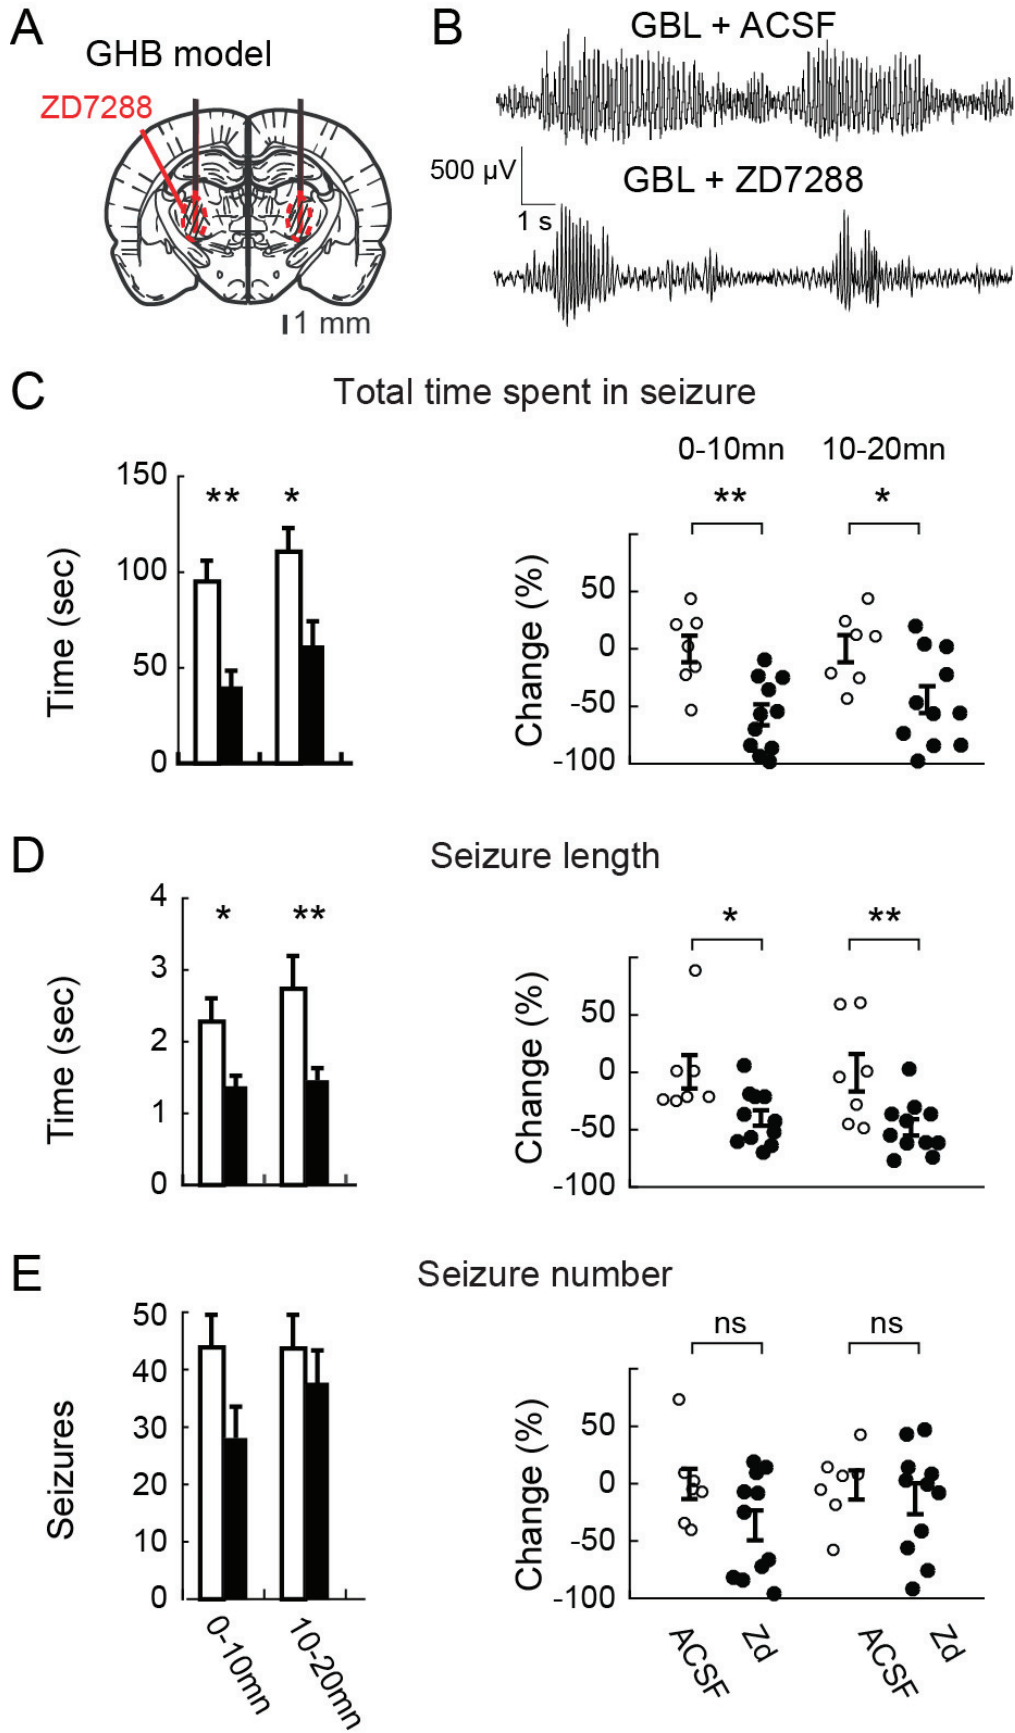 A
GHB model
ZD7288
1 mm
B
GBL + ACSF
500 µV
1 s
GBL + ZD7288
C
Total time spent in seizure
Time (sec)
150
100
50
0
** *
0-10mn 10-20mn
** *
Change (%)
50
0
-50
-100
D
Seizure length
Time (sec)
4
3
2
1
0
* **
* **
Change (%)
50
0
-50
-100
E
Seizure number
Seizures
50
40
30
20
10
0
0-10mn 10-20mn
ns ns
Change (%)
50
0
-50
-100
ACSF Zd ACSF Zd